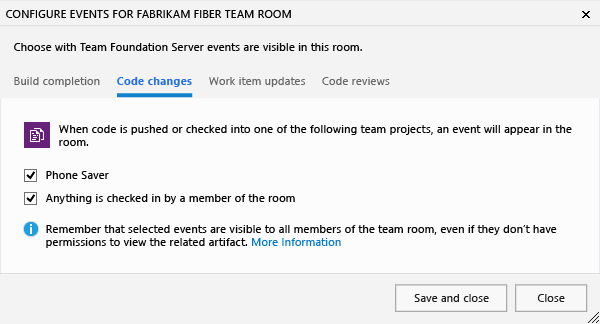 CONFIGURE EVENTS FOR FABRIKAM FIBER TEAM ROOM
Choose with Team Foundation Server events are visible in this room.
Build completion Code changes Work item updates Code reviews
When code is pushed or checked into one of the following team projects, an event will appear in the
room.
Phone Saver
Anything is checked in by a member of the room
Remember that selected events are visible to all members of the team room, even if they don't have
permissions to view the related artifact. More Information
Save and close Close